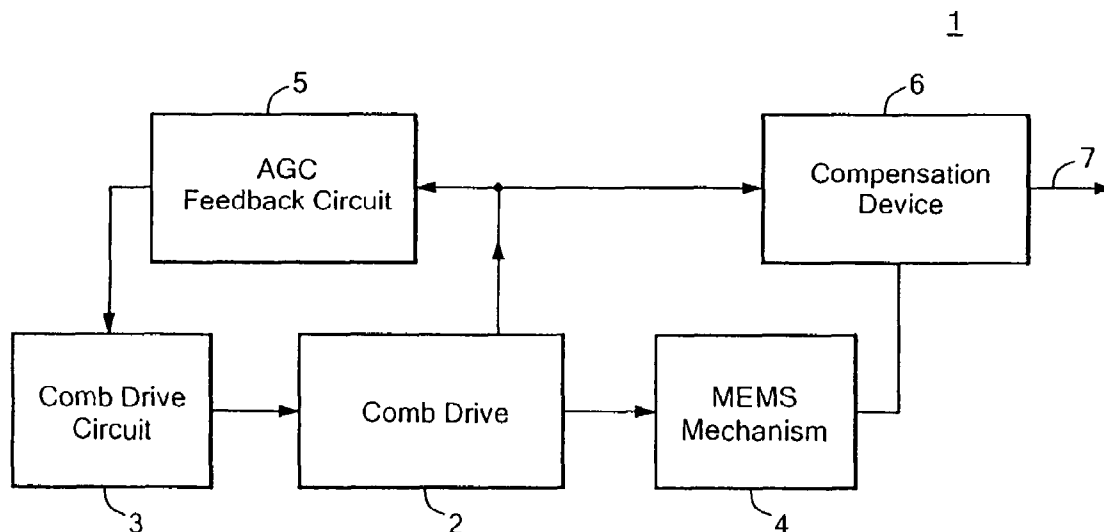 1
5
AGC
Feedback Circuit
6
Compensation
Device
7
Comb Drive
Circuit
3
Comb Drive
2
MEMS
Mechanism
4